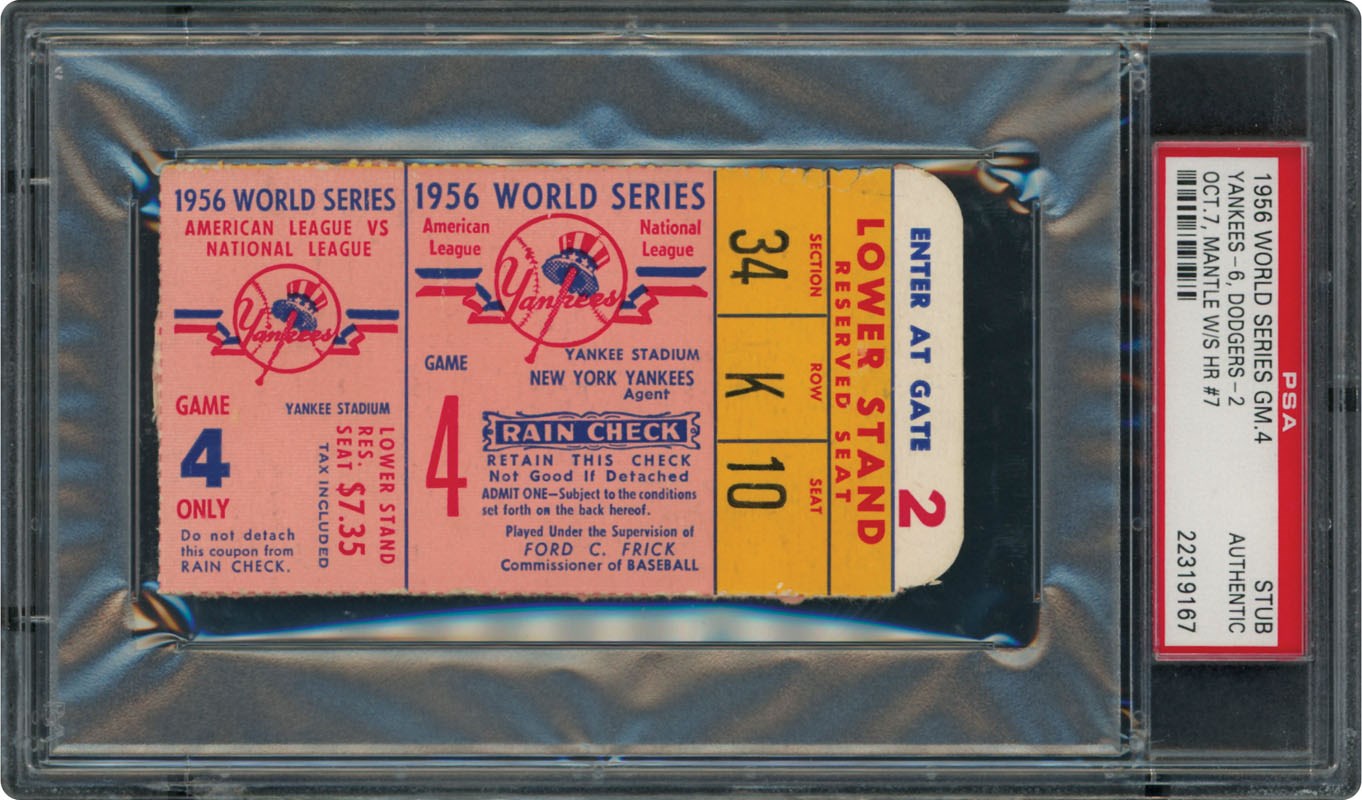 1956 WORLD SERIES
AMERICAN LEAGUE VS
NATIONAL LEAGUE
Yankees
GAME
4
ONLY
Do not detach
this coupon from
RAIN CHECK.
YANKEE STADIUM
LOWER STAND
RES.
SEAT $7.35
TAX INCLUDED
1956 WORLD SERIES
American
League
National
League
Yankees
GAME
4
YANKEE STADIUM
NEW YORK YANKEES
Agent
RAIN CHECK
RETAIN THIS CHECK
Not Good if Detached
ADMIT ONE—Subject to the conditions
set forth on the back hereof.
Played Under the Supervision of
FORD C. FRICK
Commissioner of BASEBALL
34
SECTION
K
ROW
10
SEAT
LOWER STAND
RESERVED SEAT
ENTER AT GATE
2
PSA
1956 WORLD SERIES GM.4 STUB
YANKEES-6, DODGERS-2 AUTHENTIC
OCT.7, MANTLE W/S HR #7 22319167